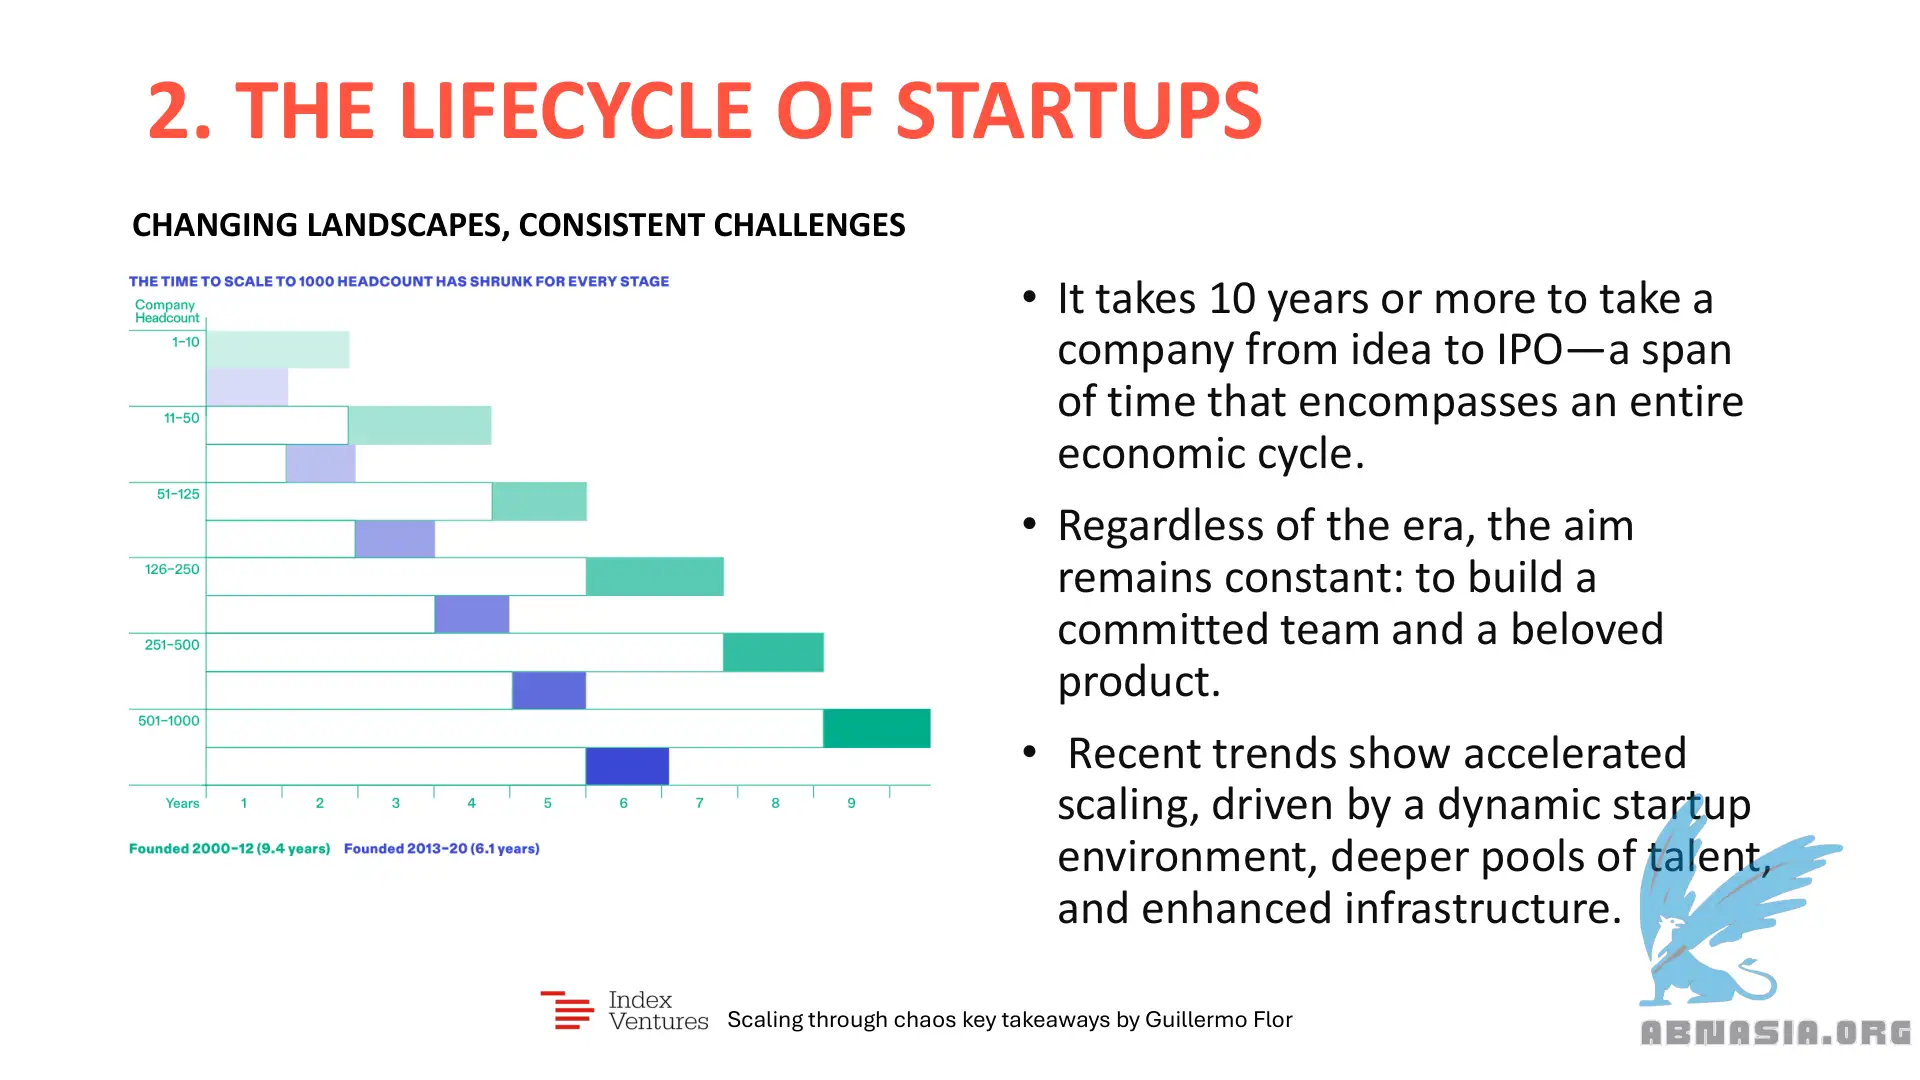 2. THE LIFECYCLE OF STARTUPS
CHANGING LANDSCAPES, CONSISTENT CHALLENGES
THE TIME TO SCALE TO 1000 HEADCOUNT HAS SHRUNK FOR EVERY STAGE
Company
Headcount
1–10
11–50
51–125
126–250
251–500
501–1000
Years 1 2 3 4 5 6 7 8 9
Founded 2000–12 (9.4 years) Founded 2013–20 (6.1 years)
• It takes 10 years or more to take a
company from idea to IPO—a span
of time that encompasses an entire
economic cycle.
• Regardless of the era, the aim
remains constant: to build a
committed team and a beloved
product.
• Recent trends show accelerated
scaling, driven by a dynamic startup
environment, deeper pools of talent,
and enhanced infrastructure.
Index
Ventures
Scaling through chaos key takeaways by Guillermo Flor
ABNASIA.ORG